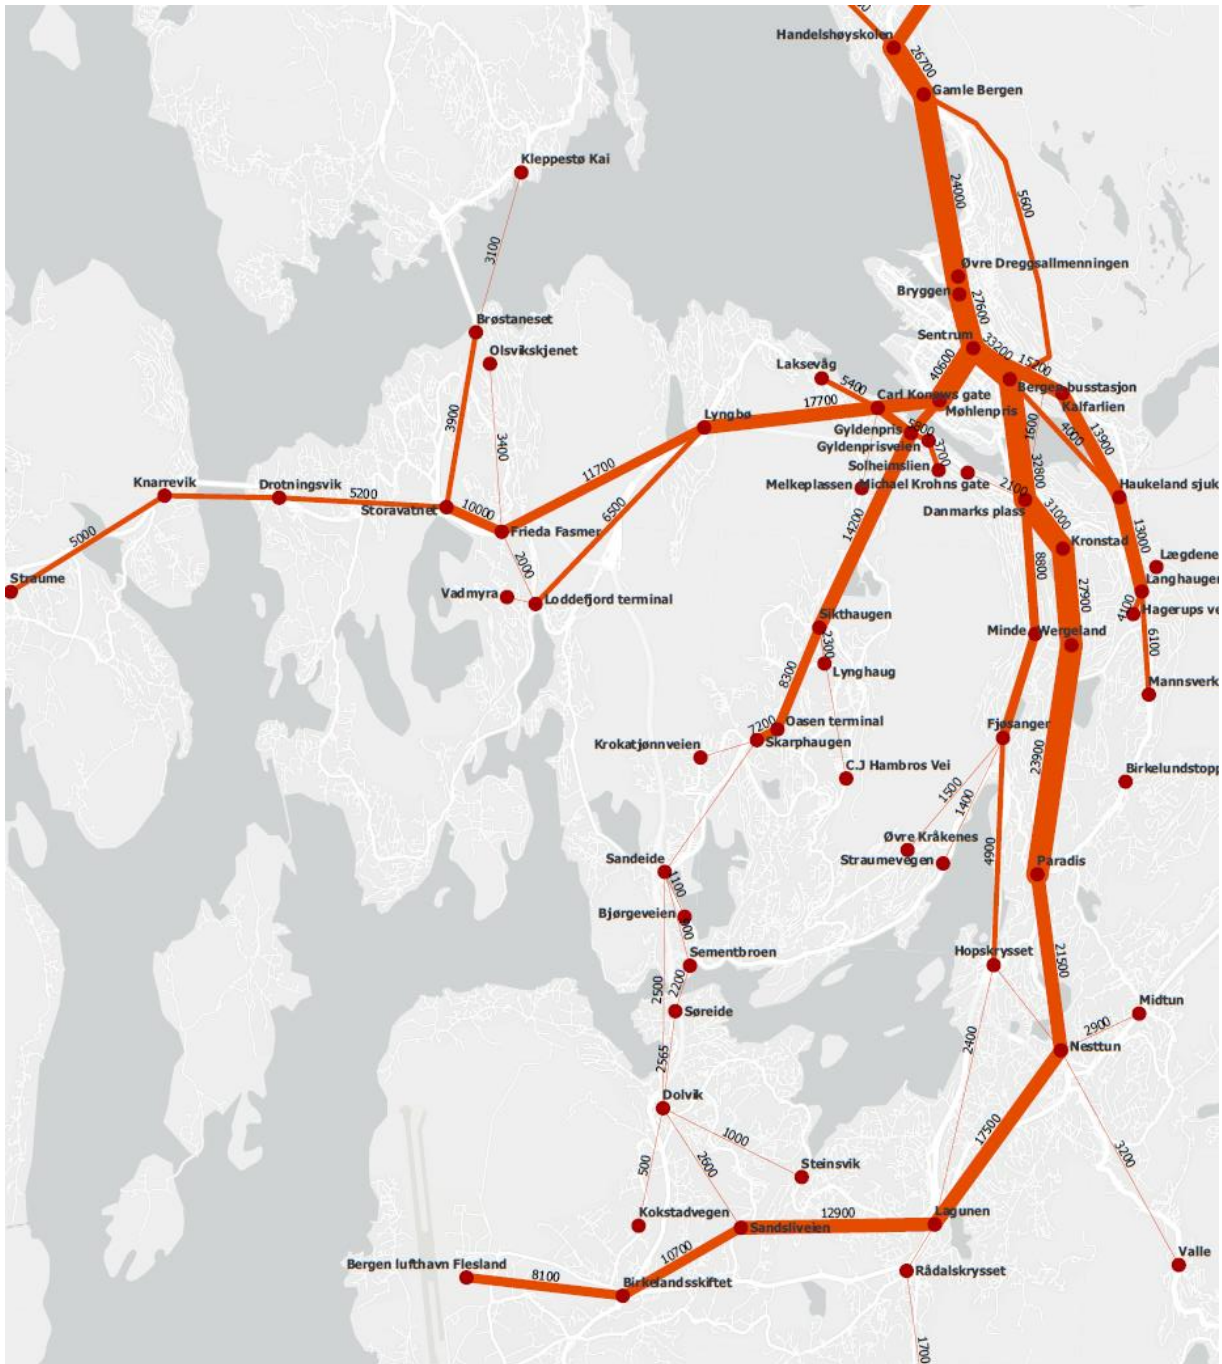 Handelshøyskolen
26700
Gamle Bergen
24000
5600
Kleppestø Kai
3100
Øvre Dreggsallmenningen
Bryggen
27600
Sentrum
33200
15200
40600
Brøstaneset
Olsvikskjenet
Laksevåg
5400
Carl Konows gate
Bergen busstasjon
Møhlenpris
Kalfarlien
17700
Lyngbø
3900
3400
Gyldenpris
5800
Gyldenprisveien
3700
1600
4000
13900
Solheimslien
32800
11700
Knarrevik
Drotningsvik
5200
Storavatnet
10000
6500
Melkeplassen
Michael Krohns gate
2100
Haukeland sjuk
Danmarks plass
31000
14200
Frieda Fasmer
5000
2000
Kronstad
13000
Lægdene
8800
27900
Straume
Vadmyra
Loddefjord terminal
Langhaugen
4100
Hagerups ve
Sikthaugen
2300
Minde
Wergeland
6100
Lynghug
8300
Mannsverk
7200
Oasen terminal
Fjøsanger
Krokatjønnveien
Skarphaugen
23900
C.J Hambros Vei
Birkelundstopp
1500
1400
Øvre Kråkenes
4900
Straumevegen
Sandeide
1100
Paradis
Bjørgeveien
Sementbroen
Hopskrysset
21500
2500
2200
Søreide
Midtun
2900
2400
Nesttun
2565
Dolvik
1000
17500
3200
500
2600
Steinsvik
Kokstadvegen
12900
Lagunen
Sandsliveien
10700
Bergen lufthavn Flesland
8100
Birkelandsskiftet
Rådalskrysset
Valle
1700